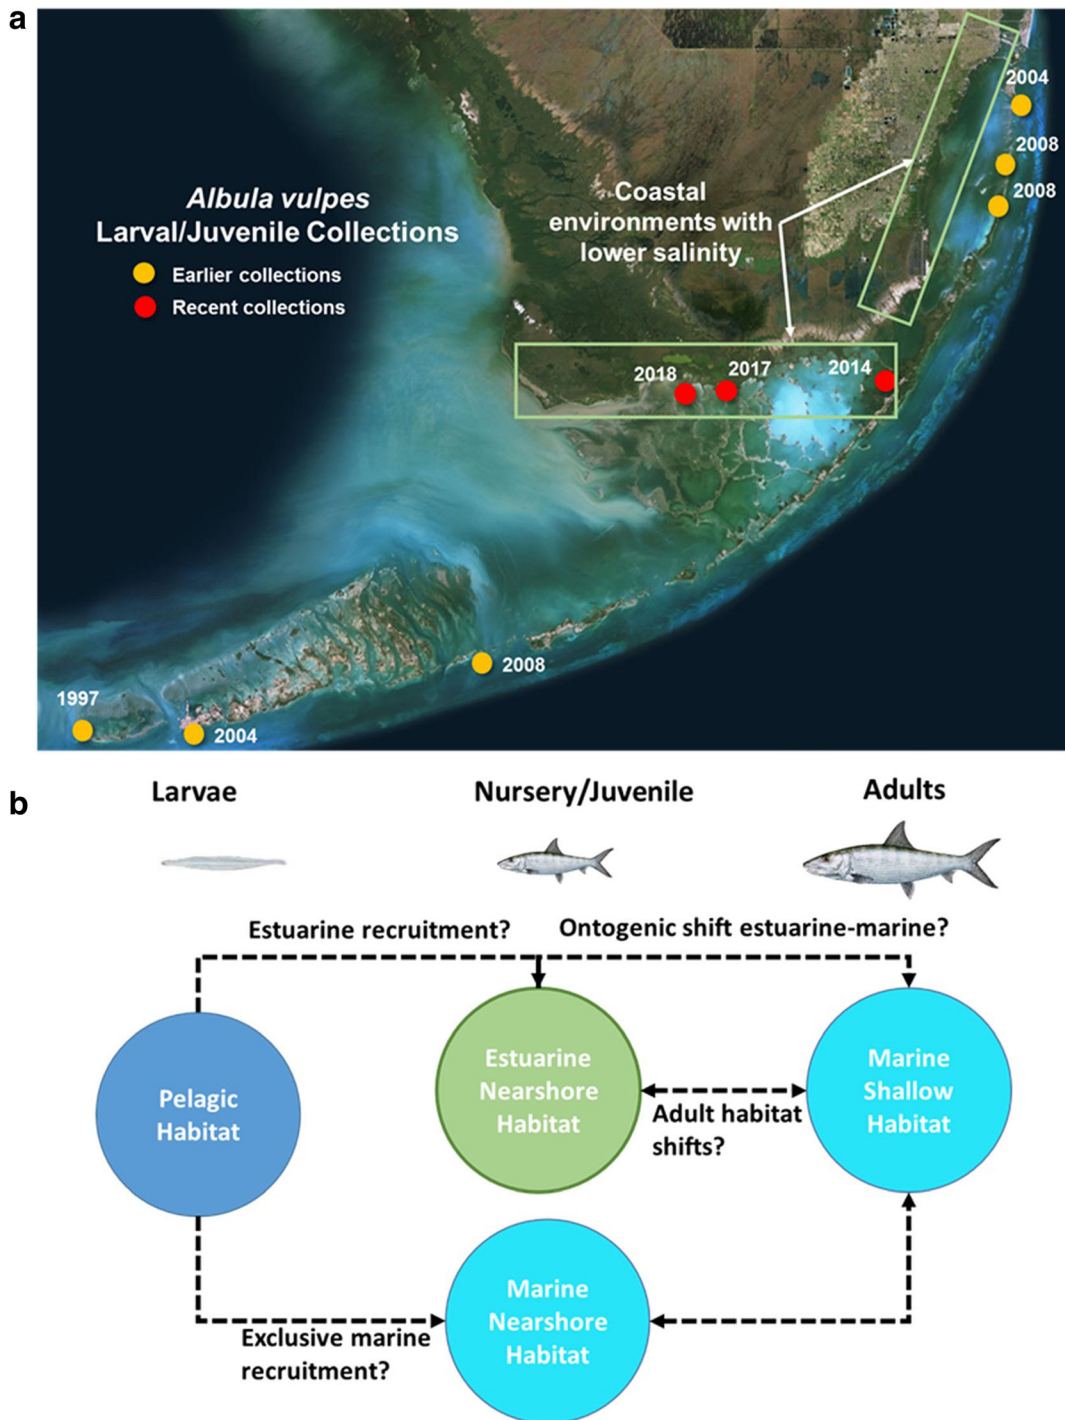 a
2004
2008
2008
Coastal
environments with
lower salinity
Albula vulpes
Larval/Juvenile Collections
Earlier collections
Recent collections
2018
2017
2014
2008
1997
2004
b
Larvae
Nursery/Juvenile
Adults
Estuarine recruitment?
Ontogenic shift estuarine-marine?
Pelagic
Habitat
Estuarine
Nearshore
Habitat
Marine
Shallow
Habitat
Adult habitat
shifts?
Marine
Nearshore
Habitat
Exclusive marine
recruitment?